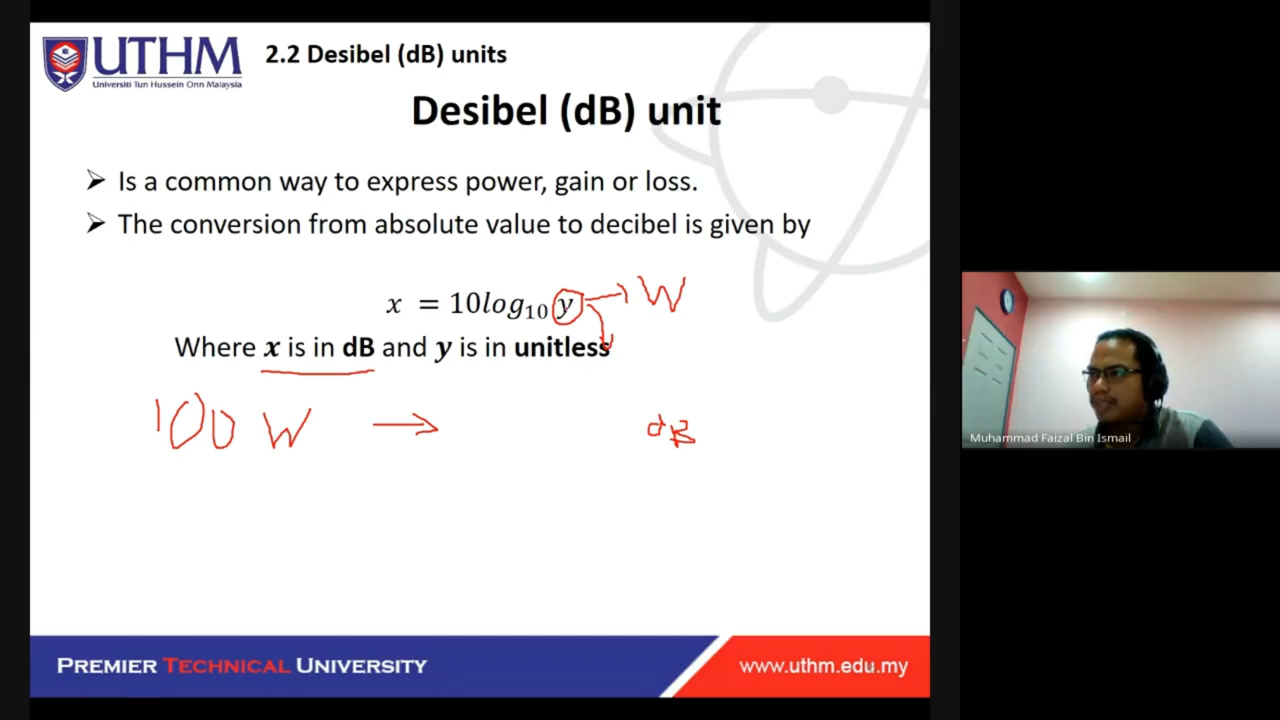 UTHM
Universiti Tun Hussein Onn Malaysia
2.2 Desibel (dB) units
Desibel (dB) unit
➢ Is a common way to express power, gain or loss.
➢ The conversion from absolute value to decibel is given by
x = 10log₁₀ y → W
Where x is in dB and y is in unitless
100 W → dB
Muhammad Faizal Bin Ismail
PREMIER TECHNICAL UNIVERSITY
www.uthm.edu.my